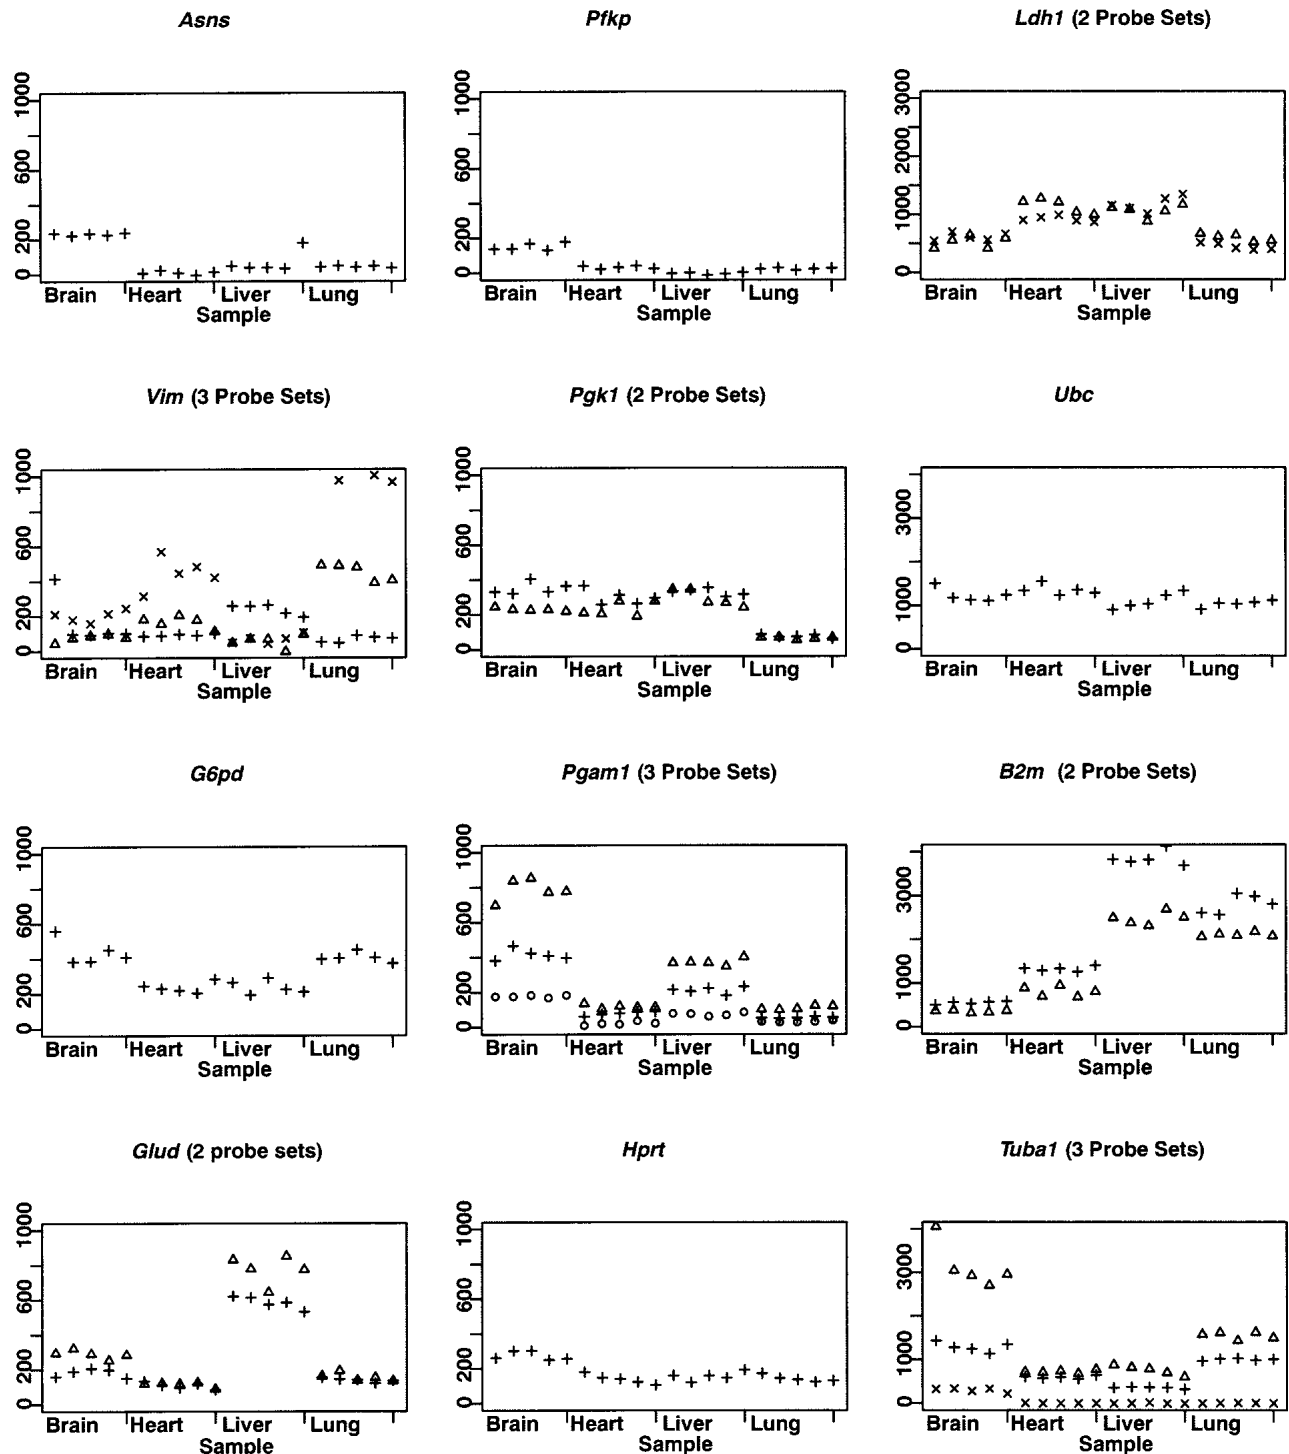 Asns
Pfkp
Ldh1 (2 Probe Sets)
1000
600
200
0
Brain Heart Liver Lung
Sample
1000
600
200
0
Brain Heart Liver Lung
Sample
3000
2000
1000
0
Brain Heart Liver Lung
Sample
Vim (3 Probe Sets)
Pgk1 (2 Probe Sets)
Ubc
1000
600
200
0
Brain Heart Liver Lung
Sample
1000
600
200
0
Brain Heart Liver Lung
Sample
3000
1000
0
Brain Heart Liver Lung
Sample
G6pd
Pgam1 (3 Probe Sets)
B2m (2 Probe Sets)
1000
600
200
0
Brain Heart Liver Lung
Sample
1000
600
200
0
Brain Heart Liver Lung
Sample
3000
1000
0
Brain Heart Liver Lung
Sample
Glud (2 probe sets)
Hprt
Tuba1 (3 Probe Sets)
1000
600
200
0
Brain Heart Liver Lung
Sample
1000
600
200
0
Brain Heart Liver Lung
Sample
3000
1000
0
Brain Heart Liver Lung
Sample